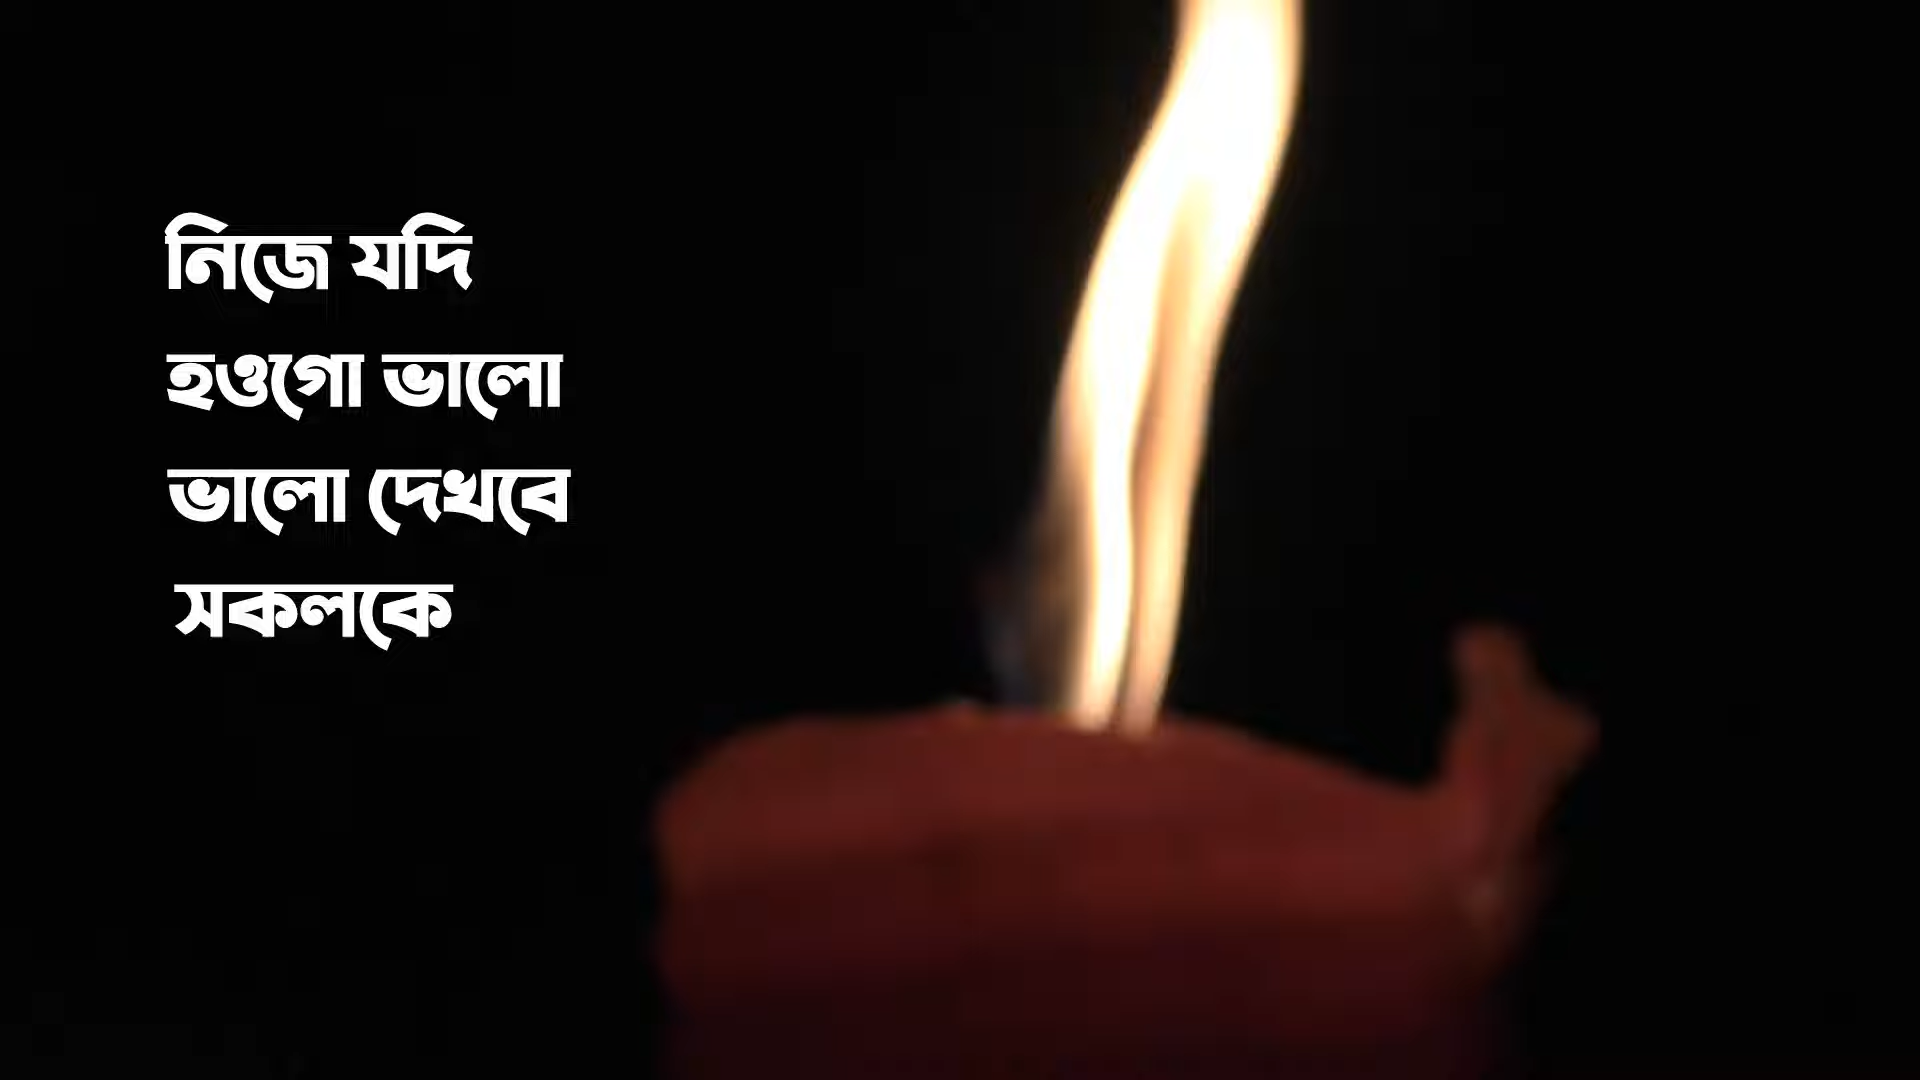 নিজে যদি
হওগো ভালো
ভালো দেখবে
সকলকে